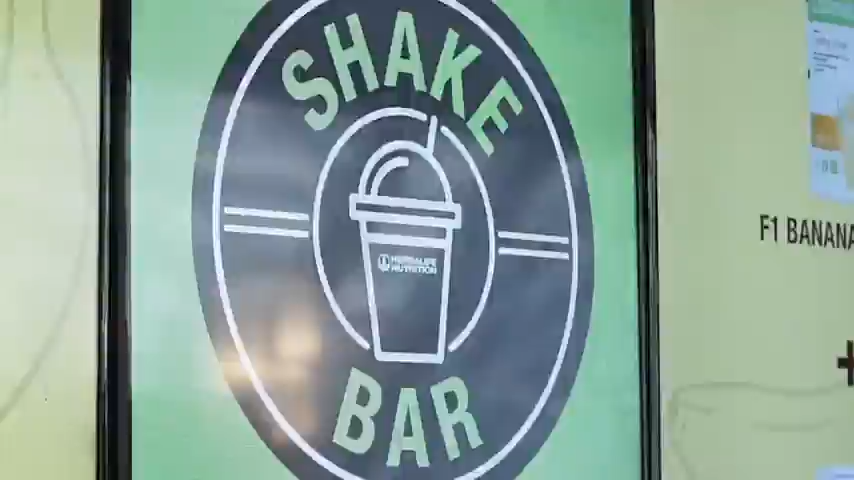 SHAKE
HERBALIFE
NUTRITION
BAR
F1 BANANA
+